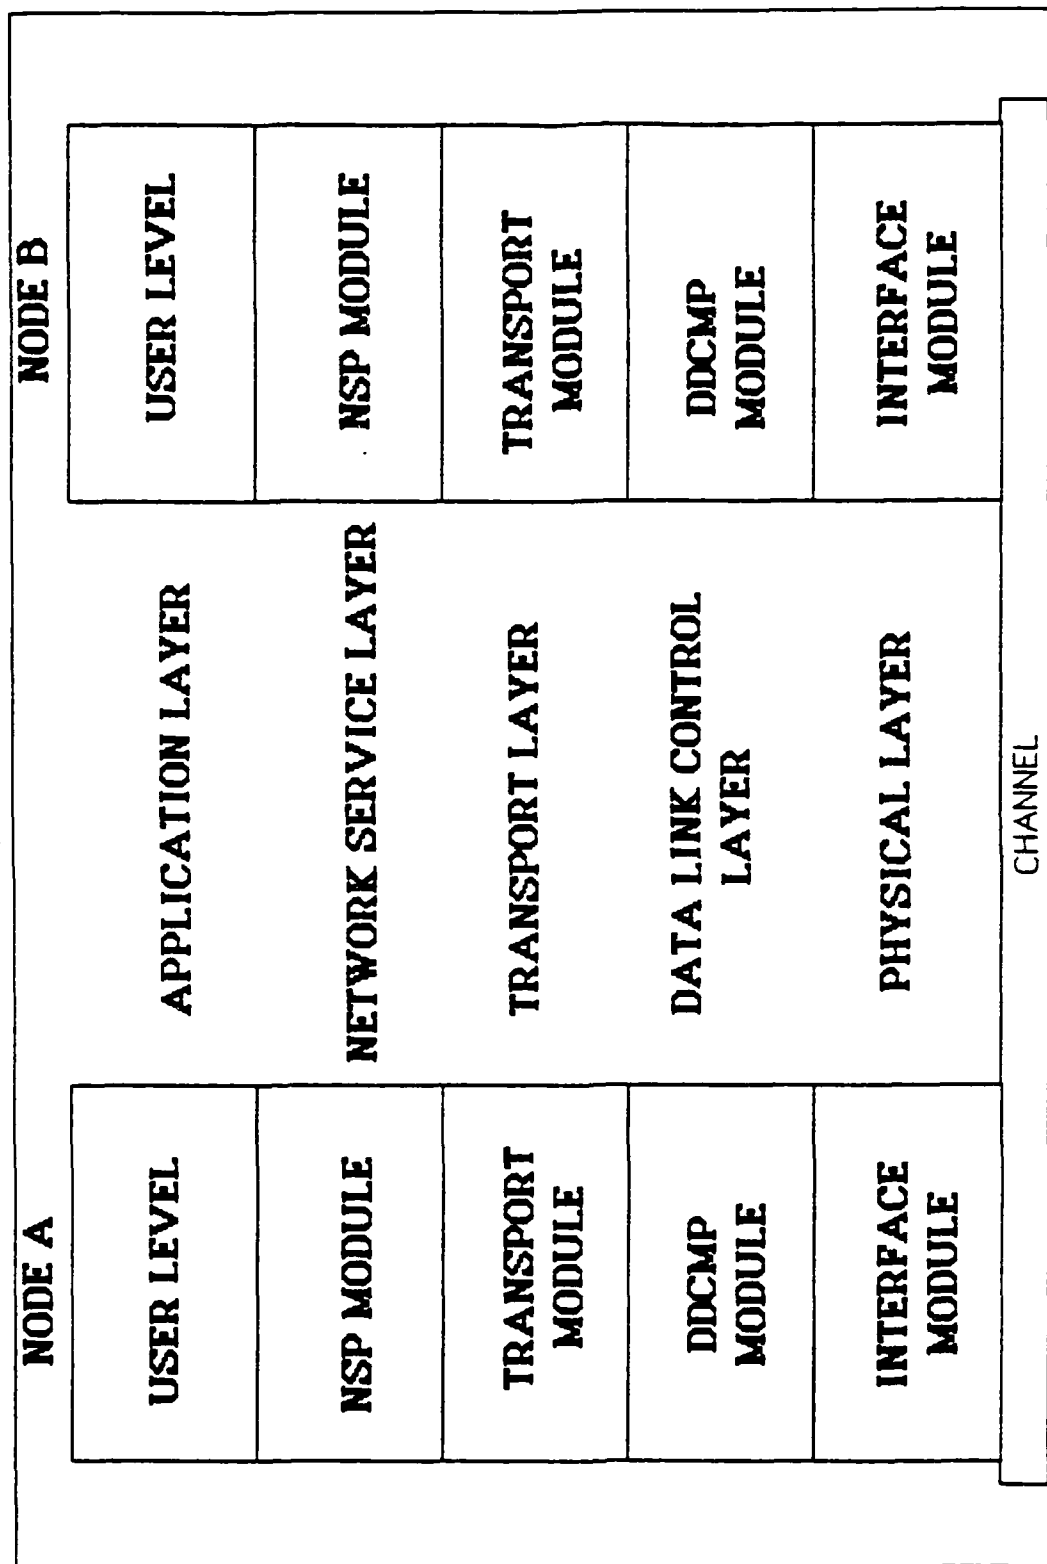 NODE A
NODE B
USER LEVEL
APPLICATION LAYER
USER LEVEL
NSP MODULE
NETWORK SERVICE LAYER
NSP MODULE
TRANSPORT
MODULE
TRANSPORT LAYER
TRANSPORT
MODULE
DDCMP
MODULE
DATA LINK CONTROL
LAYER
DDCMP
MODULE
INTERFACE
MODULE
PHYSICAL LAYER
INTERFACE
MODULE
CHANNEL